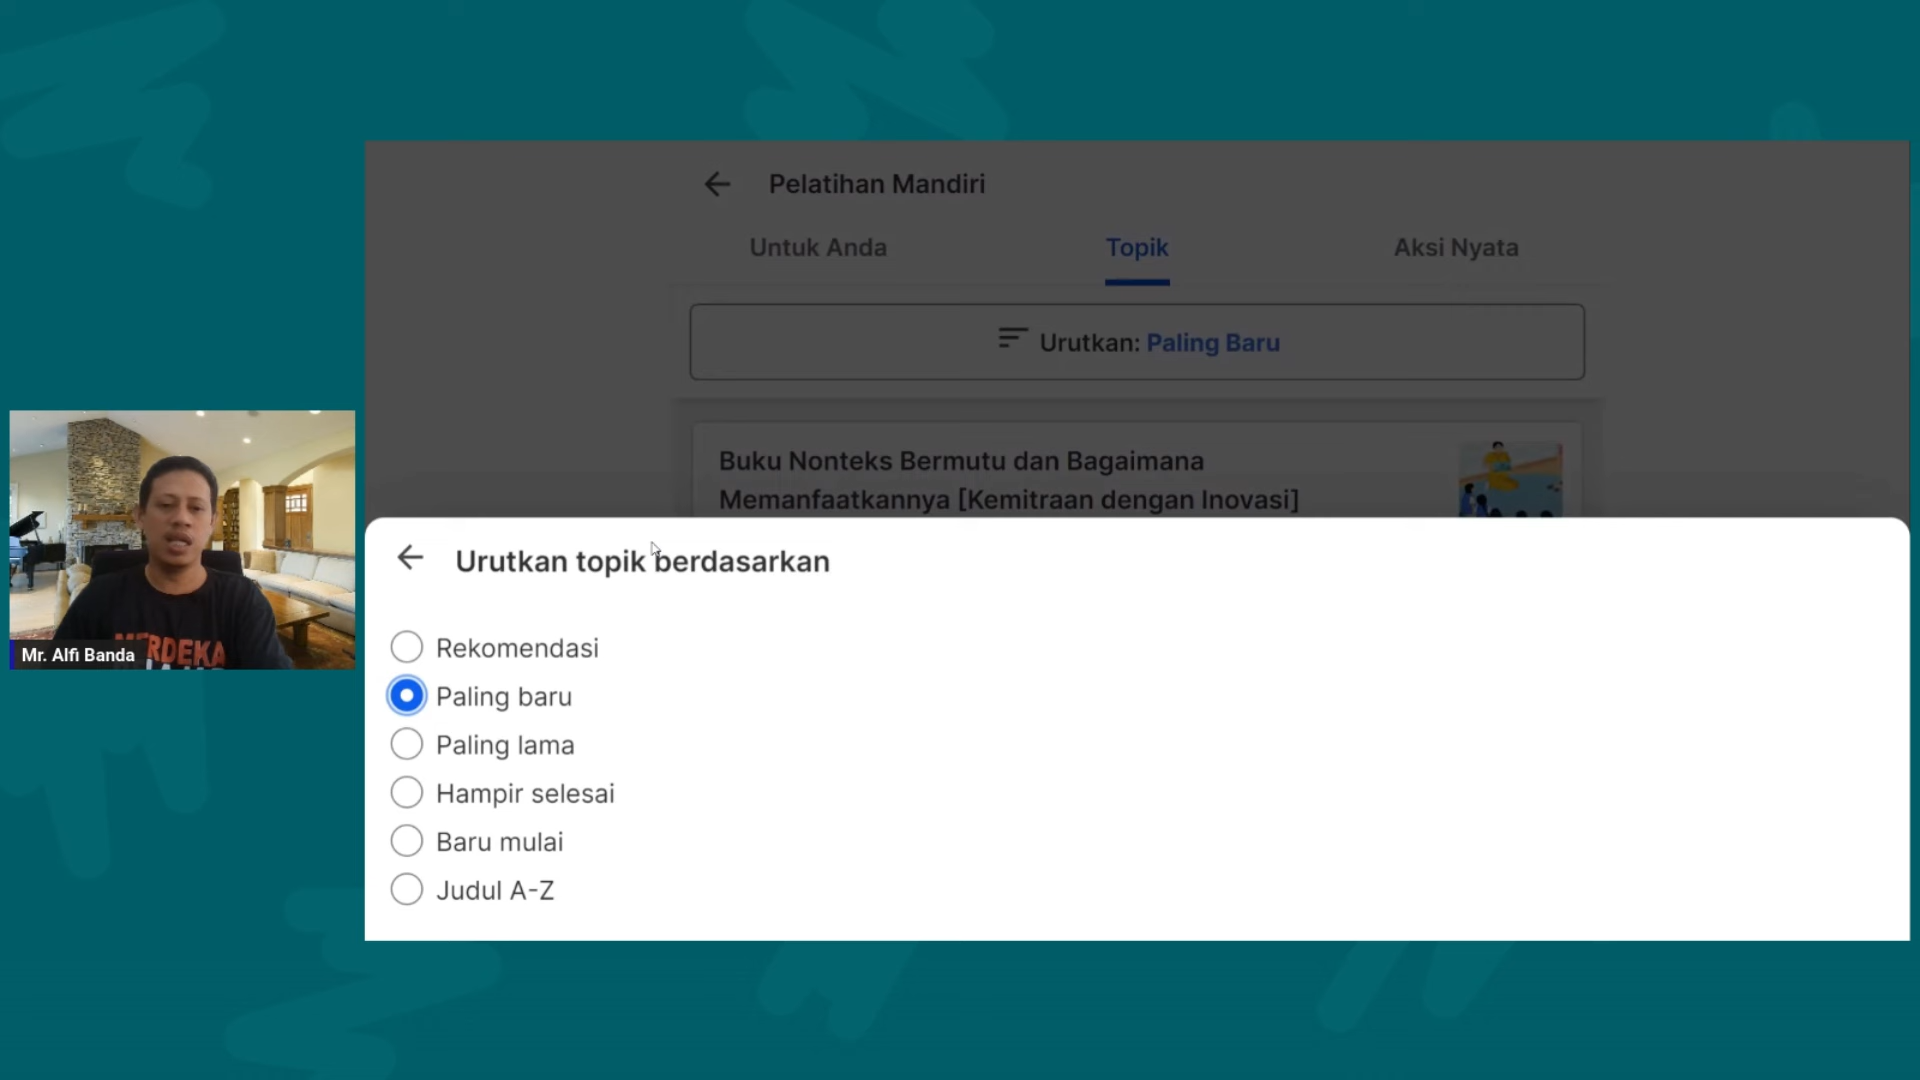 Pelatihan Mandiri
Untuk Anda
Topik
Aksi Nyata
Urutkan: Paling Baru
Buku Nonteks Bermutu dan Bagaimana
Memanfaatkannya [Kemitraan dengan Inovasi]
Urutkan topik berdasarkan
Rekomendasi
Paling baru
Paling lama
Hampir selesai
Baru mulai
Judul A-Z
MERDEKA
Mr. Alfi Banda